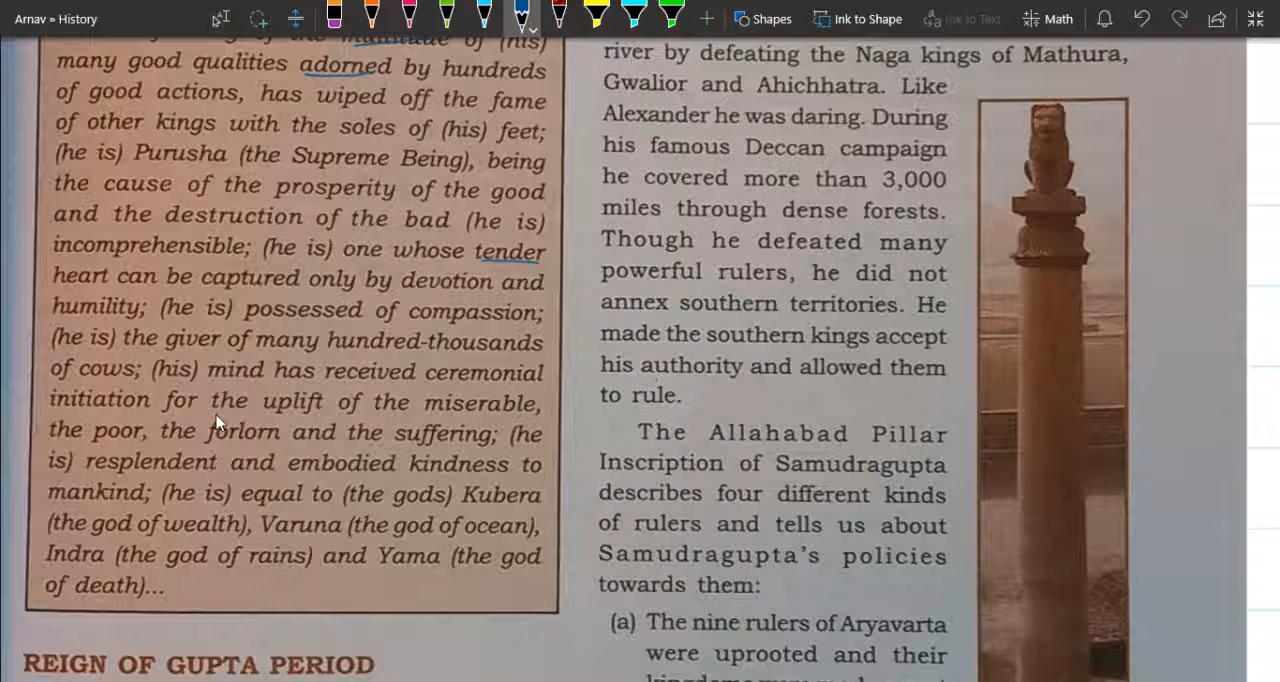 Arnav » History
Shapes
Ink to Shape
Ink to Text
Math
of (his)
many good qualities adorned by hundreds
of good actions, has wiped off the fame
of other kings with the soles of (his) feet;
(he is) Purusha (the Supreme Being), being
the cause of the prosperity of the good
and the destruction of the bad (he is)
incomprehensible; (he is) one whose tender
heart can be captured only by devotion and
humility; (he is) possessed of compassion;
(he is) the giver of many hundred-thousands
of cows; (his) mind has received ceremonial
initiation for the uplift of the miserable,
the poor, the forlorn and the suffering; (he
is) resplendent and embodied kindness to
mankind; (he is) equal to (the gods) Kubera
(the god of wealth), Varuna (the god of ocean),
Indra (the god of rains) and Yama (the god
of death)...
REIGN OF GUPTA PERIOD
river by defeating the Naga kings of Mathura,
Gwalior and Ahichhatra. Like
Alexander he was daring. During
his famous Deccan campaign
he covered more than 3,000
miles through dense forests.
Though he defeated many
powerful rulers, he did not
annex southern territories. He
made the southern kings accept
his authority and allowed them
to rule.
The Allahabad Pillar
Inscription of Samudragupta
describes four different kinds
of rulers and tells us about
Samudragupta's policies
towards them:
(a) The nine rulers of Aryavarta
were uprooted and their